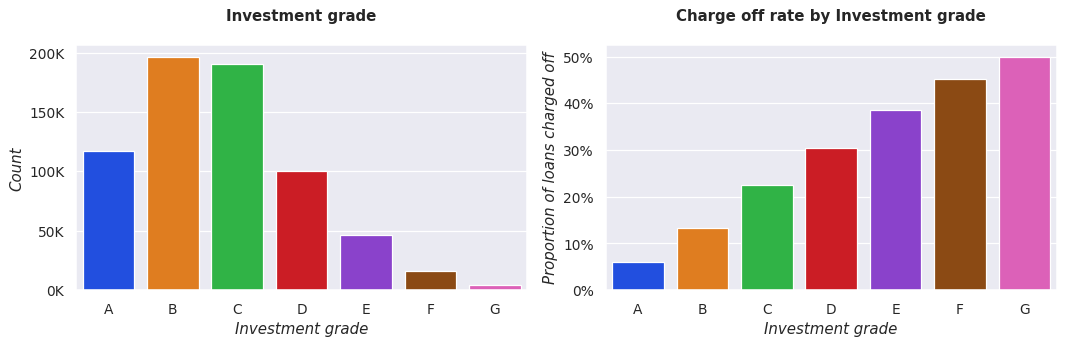 Investment grade
200K
150K
100K
50K
0K
Count
A B C D E F G
Investment grade
Charge off rate by Investment grade
50%
40%
30%
20%
10%
0%
Proportion of loans charged off
A B C D E F G
Investment grade